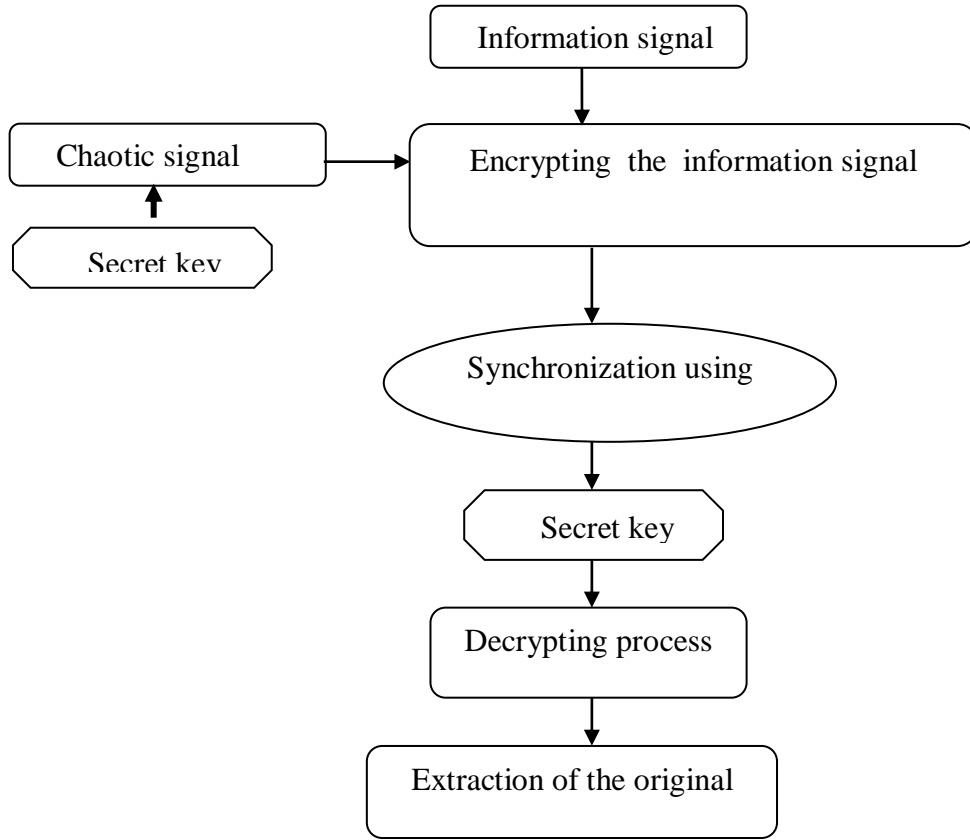 Information signal
Chaotic signal
Encrypting the information signal
Secret key
Synchronization using
Secret key
Decrypting process
Extraction of the original